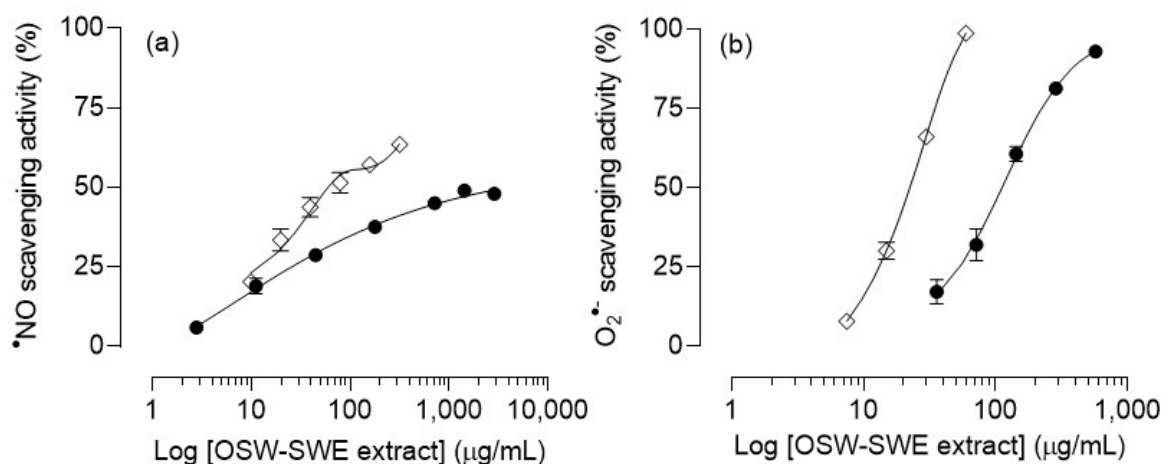 100
75
50
25
0
•NO scavenging activity (%)
(a)
1 10 100 1,000 10,000
Log [OSW-SWE extract] (μg/mL)
100
75
50
25
0
O₂•⁻ scavenging activity (%)
(b)
1 10 100 1,000
Log [OSW-SWE extract] (μg/mL)